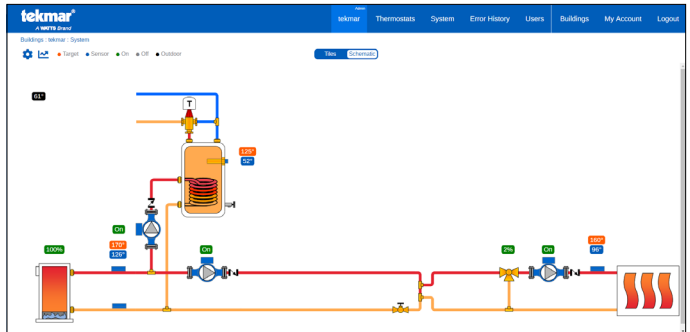 tekmar®
A WATTS Brand
tekmar Thermostats System Error History Users Buildings My Account Logout
Buildings : tekmar : System
Target Sensor On Off Outdoor
Tiles Schematic
61°
T
125°
52°
On
170°
126°
100%
On
2%
On
160°
96°